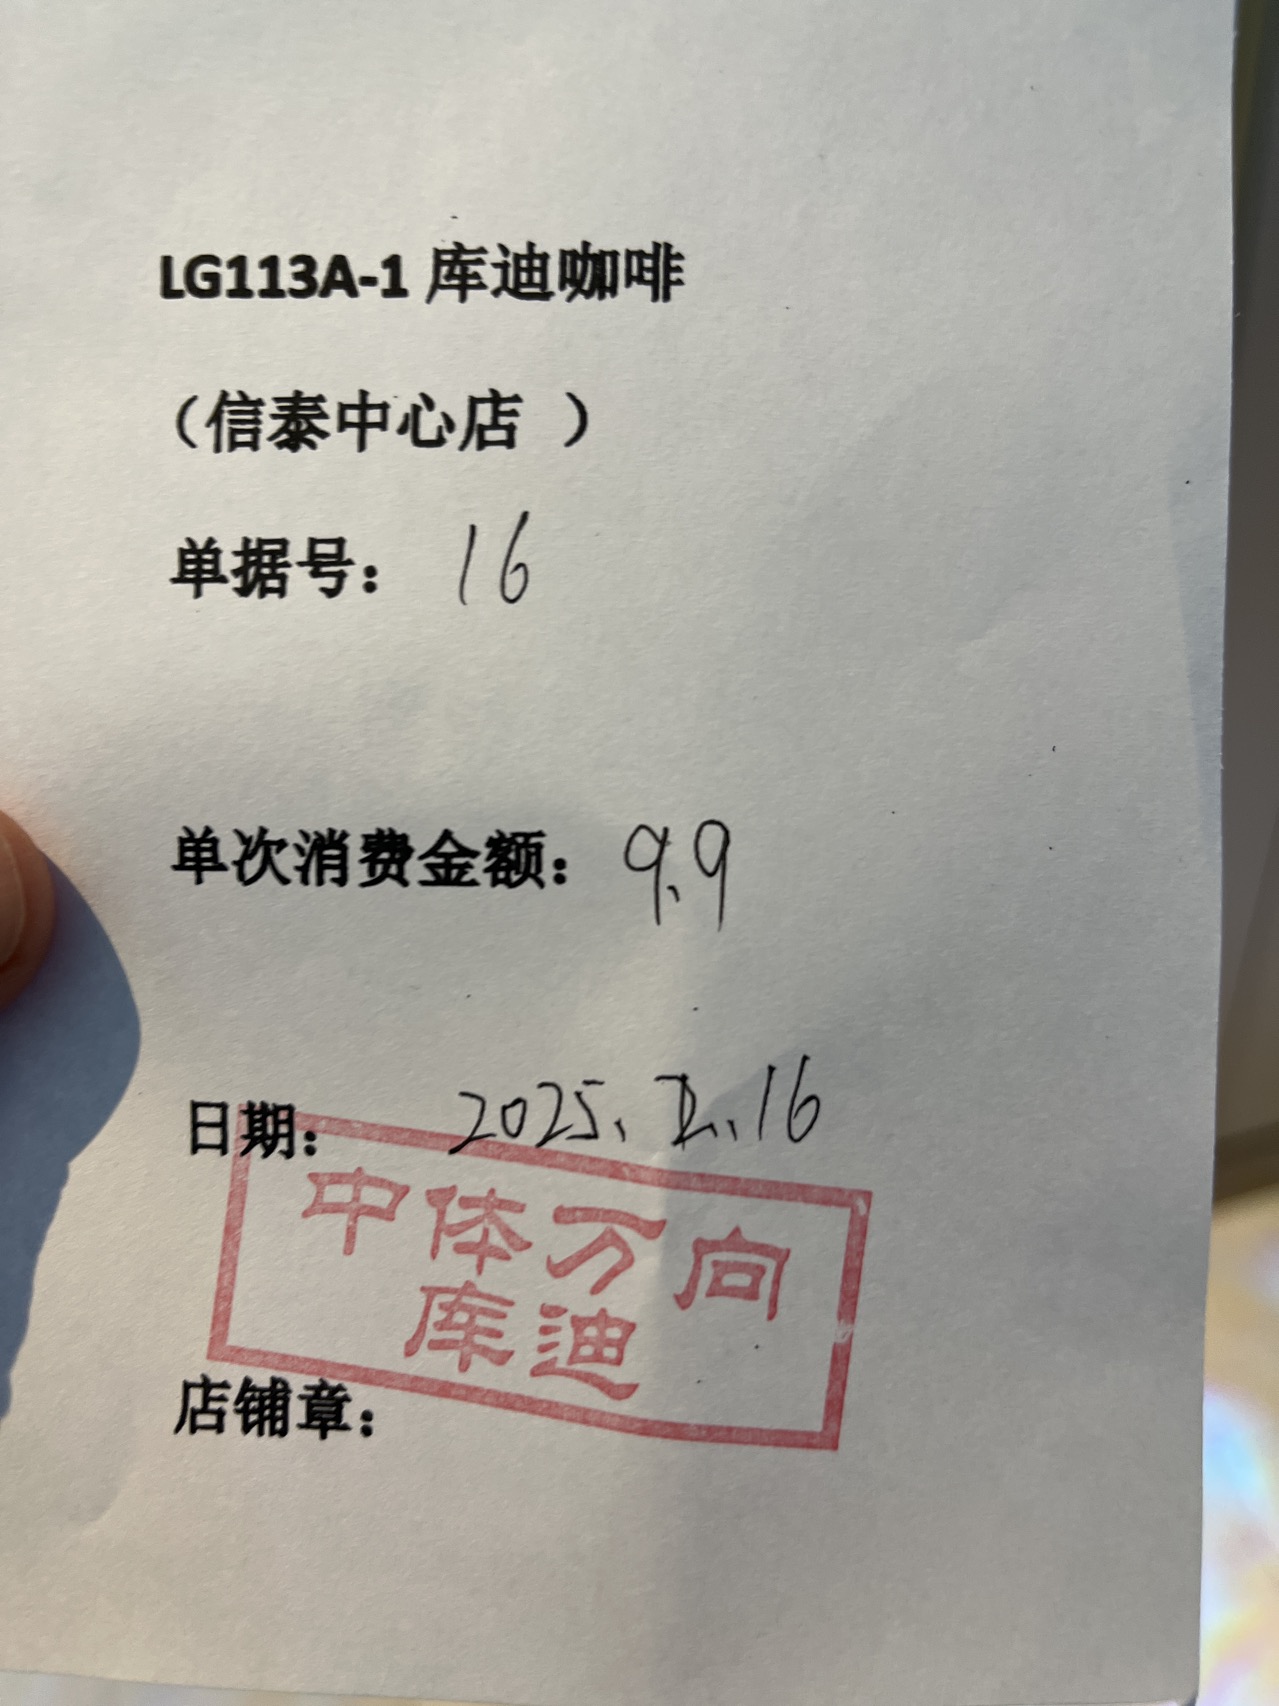 LG113A-1 库迪咖啡
（信泰中心店 ）
单据号： 16
单次消费金额： 9.9
日期： 2025. 2.16
中体万向
库迪
店铺章：